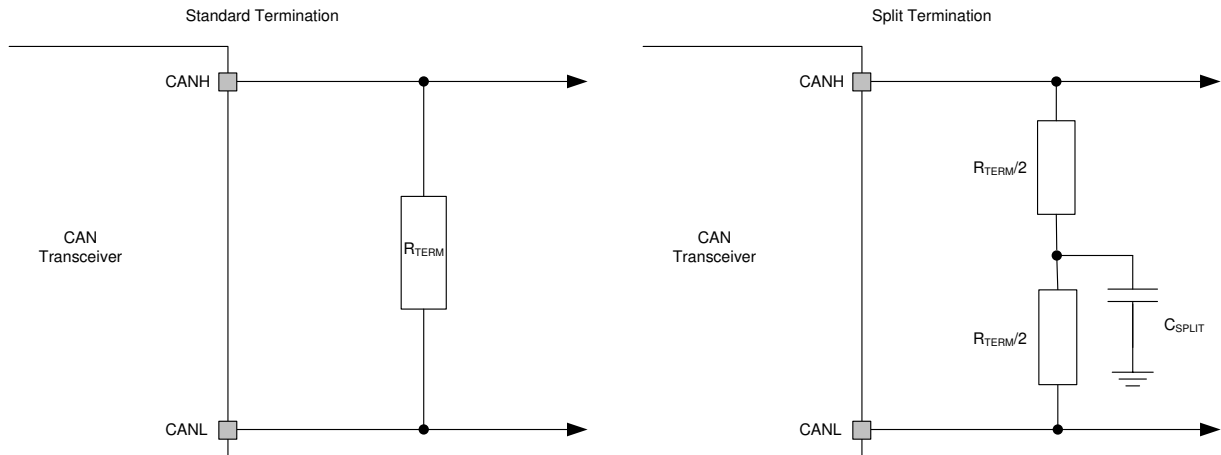 Standard Termination
CANH
CAN
Transceiver
RTERM
CANL
Split Termination
CANH
RTERM/2
CAN
Transceiver
RTERM/2
CSPLIT
CANL